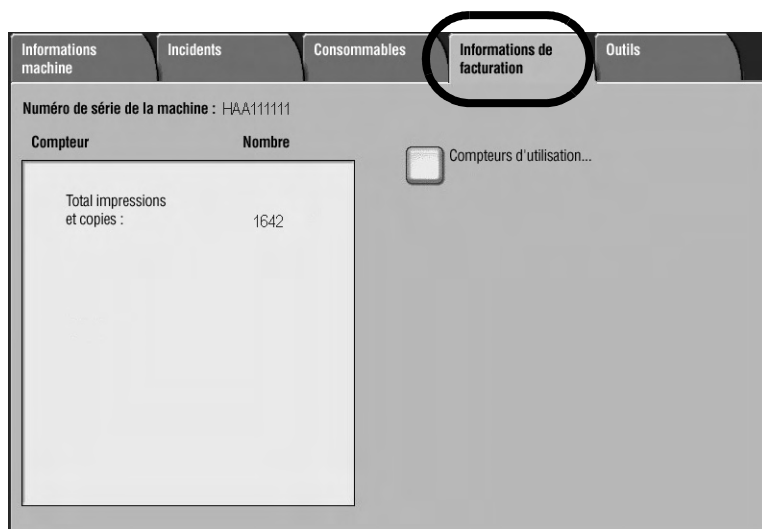 Informations machine
Incidents
Consommables
Informations de facturation
Outils
Numéro de série de la machine : HAA111111
Compteur Nombre
Compteurs d'utilisation...
Total impressions
et copies : 1642